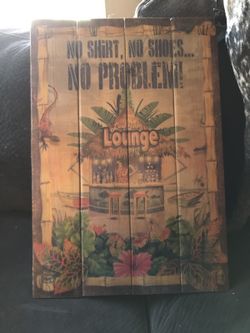 NO SHIRT, NO SHOES...
NO PROBLEM!
Lounge